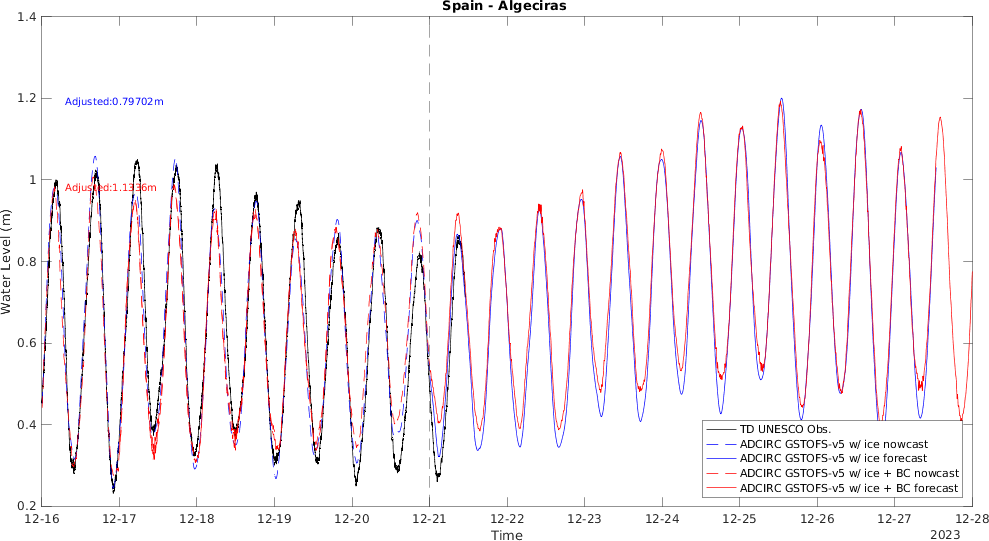 Spain - Algeciras
1.4
1.2
1
0.8
0.6
0.4
0.2
Water Level (m)
Adjusted:0.79702m
Adjusted:1.1336m
TD UNESCO Obs.
ADCIRC GSTOFS-v5 w/ ice nowcast
ADCIRC GSTOFS-v5 w/ ice forecast
ADCIRC GSTOFS-v5 w/ ice + BC nowcast
ADCIRC GSTOFS-v5 w/ ice + BC forecast
12-16 12-17 12-18 12-19 12-20 12-21 12-22 12-23 12-24 12-25 12-26 12-27 12-28
Time
2023